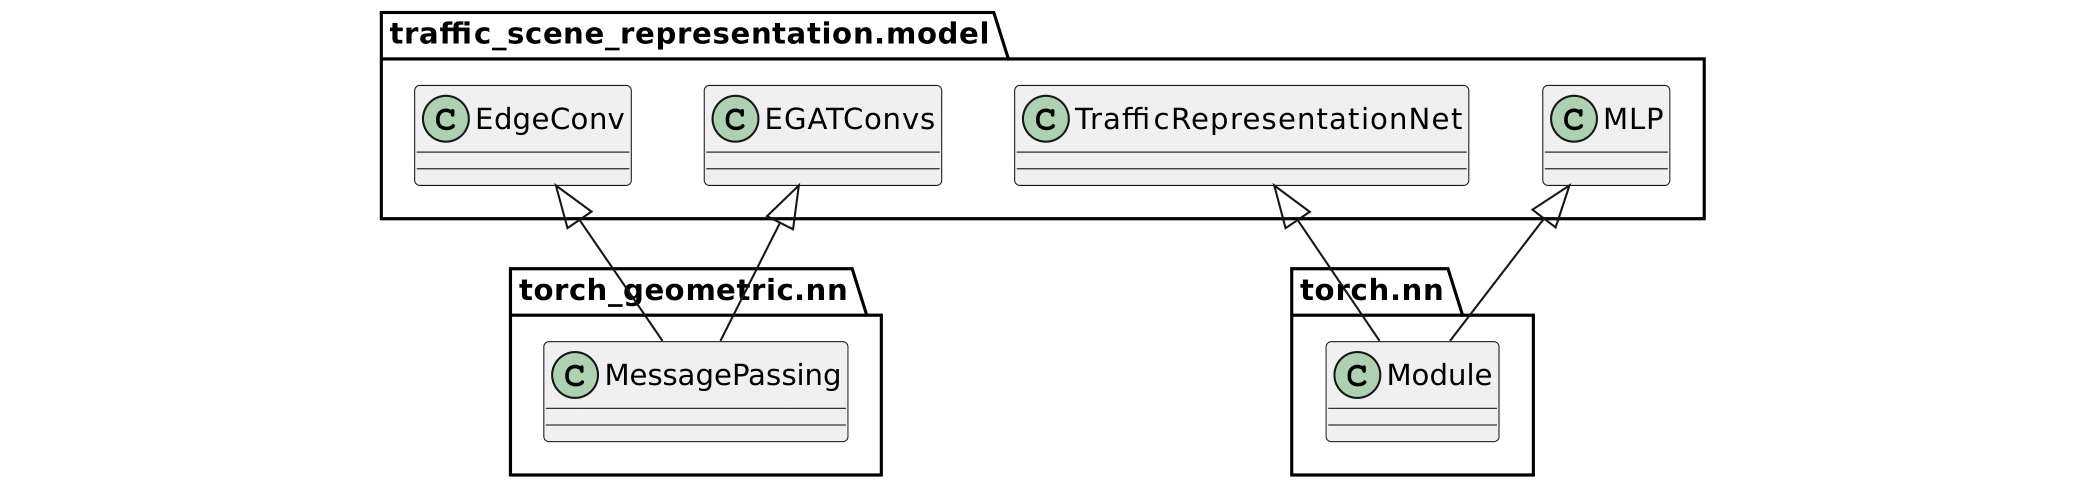 traffic_scene_representation.model
C EdgeConv
C EGATConvs
C TrafficRepresentationNet
C MLP
torch_geometric.nn
torch.nn
C MessagePassing
C Module